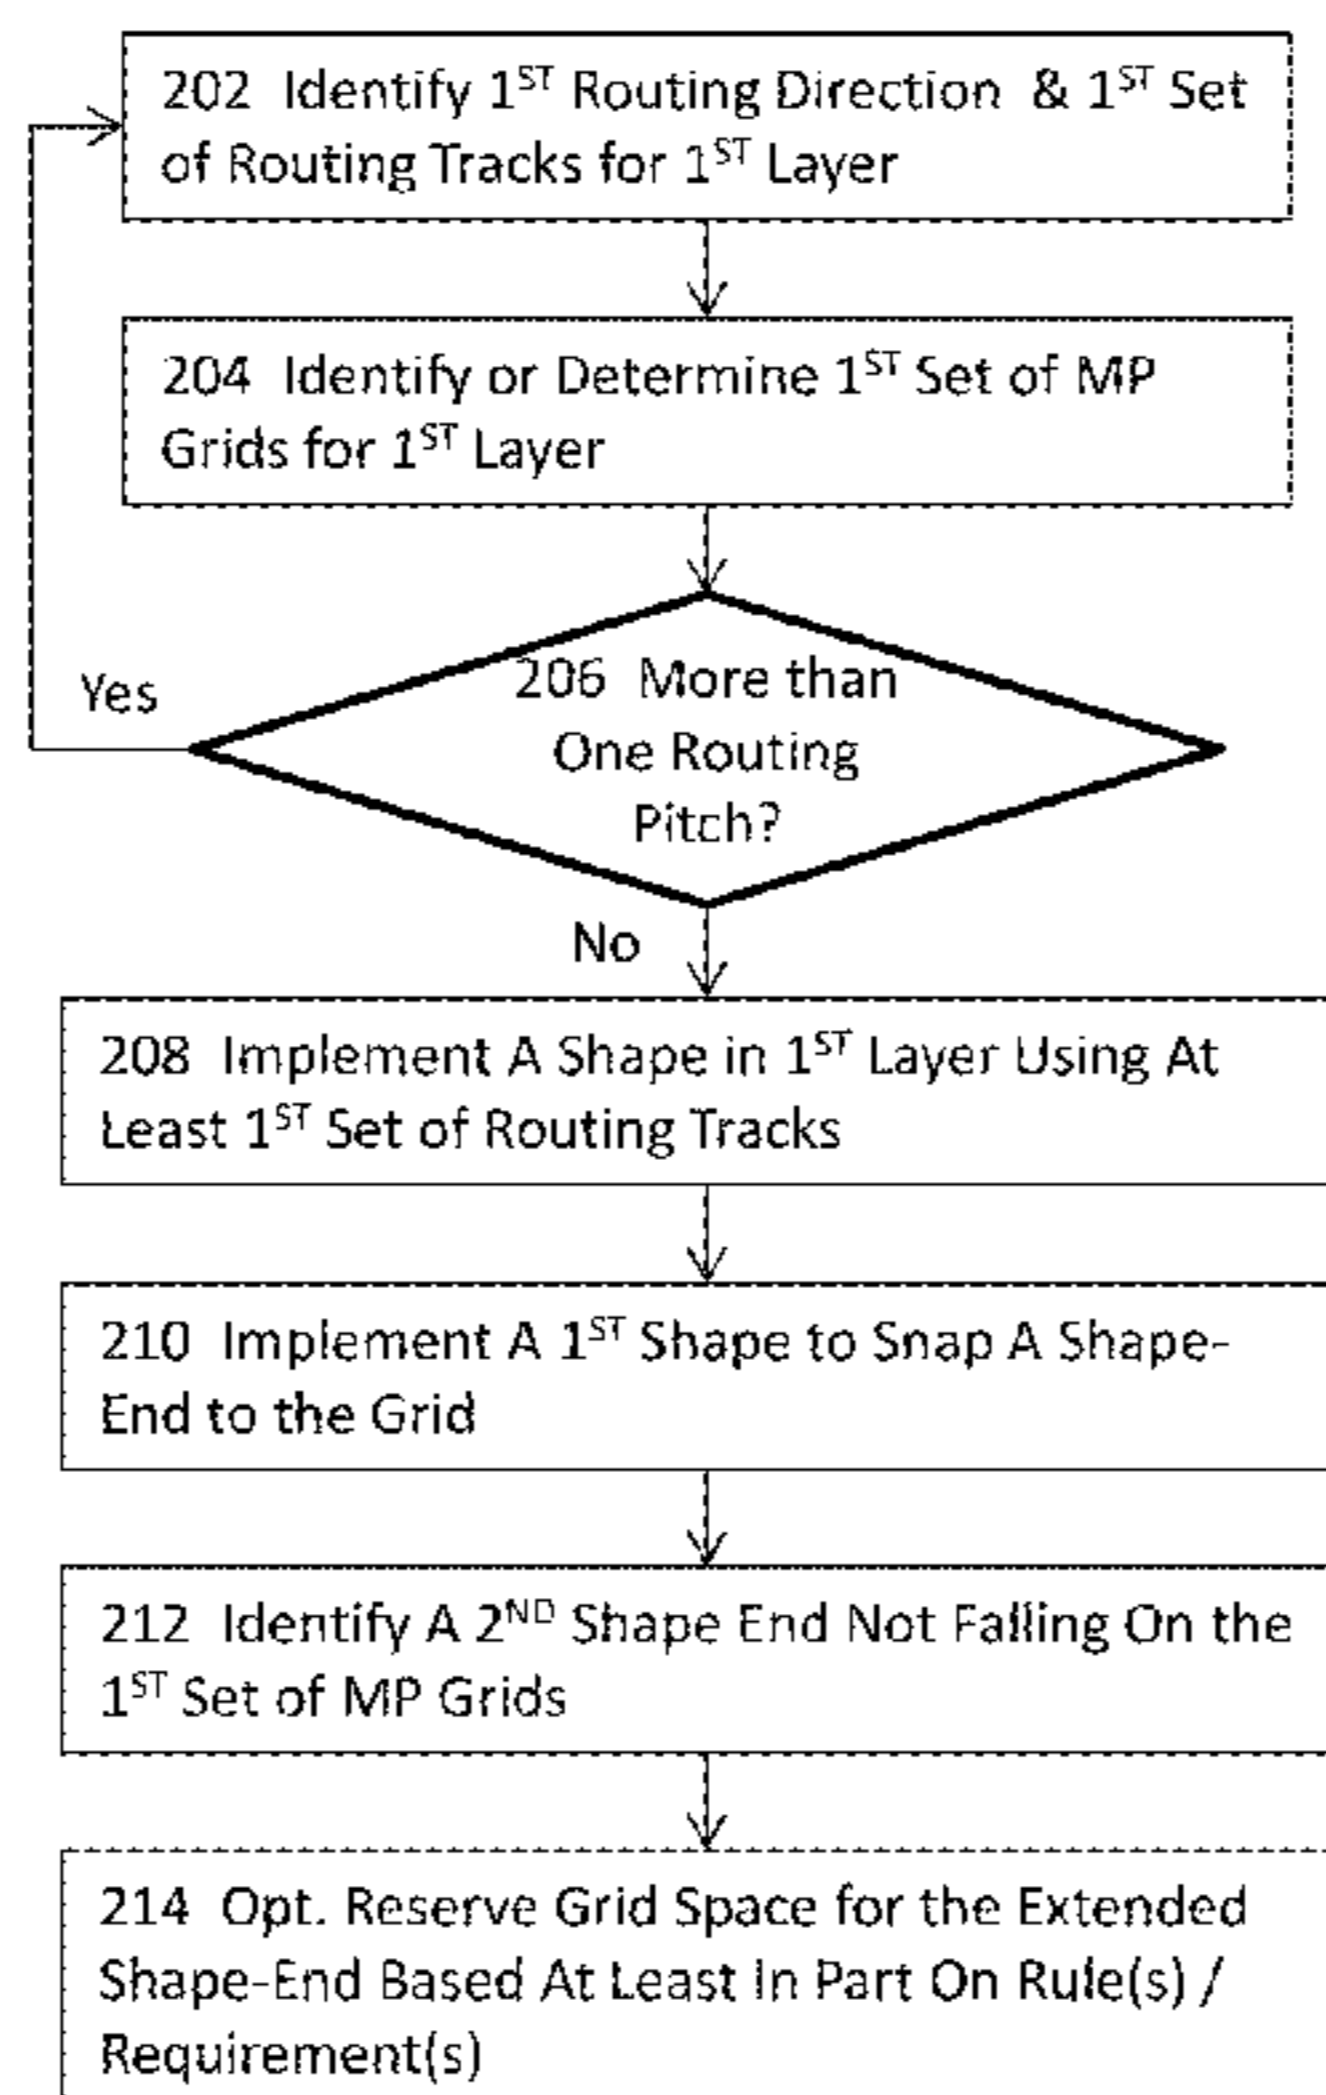 202 Identify 1ST Routing Direction & 1ST Set
of Routing Tracks for 1ST Layer
204 Identify or Determine 1ST Set of MP
Grids for 1ST Layer
206 More than
One Routing
Pitch?
Yes
No
208 Implement A Shape in 1ST Layer Using At
Least 1ST Set of Routing Tracks
210 Implement A 1ST Shape to Snap A Shape-
End to the Grid
212 Identify A 2ND Shape End Not Falling On the
1ST Set of MP Grids
214 Opt. Reserve Grid Space for the Extended
Shape-End Based At Least In Part On Rule(s) /
Requirement(s)